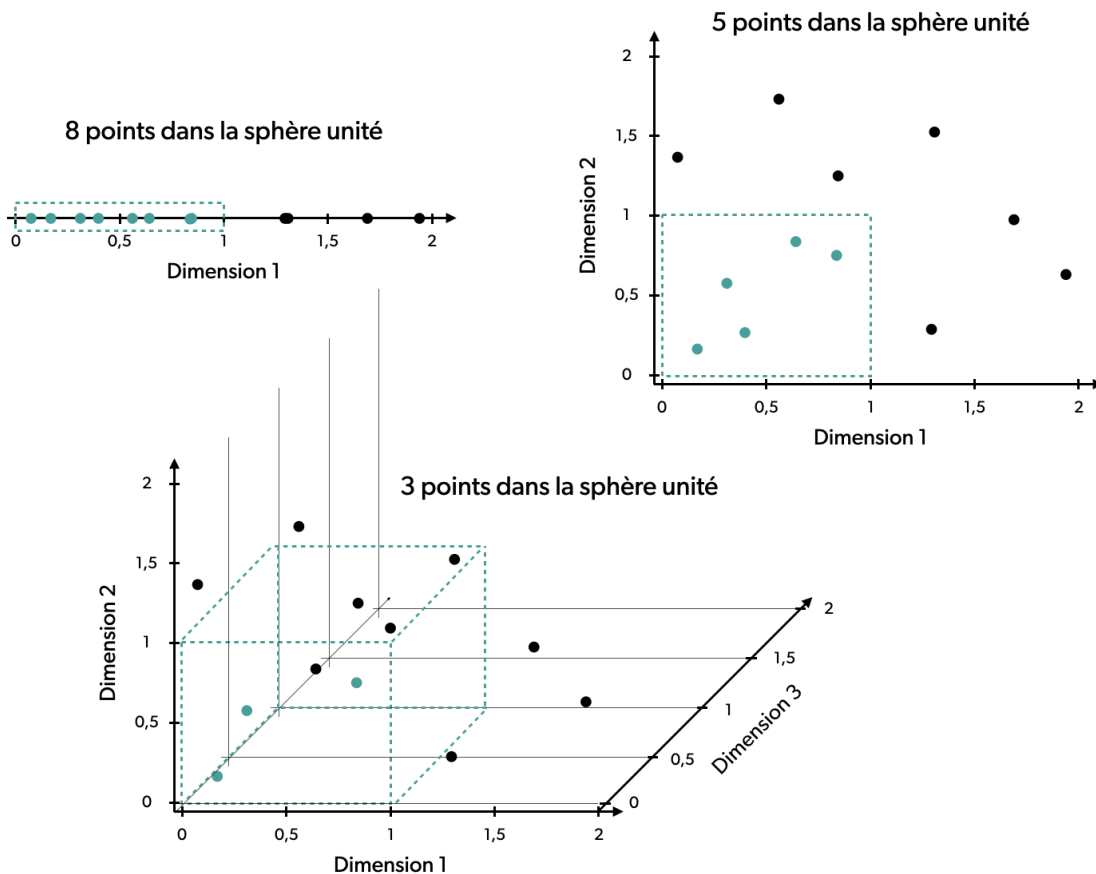 8 points dans la sphère unité
0 0,5 1 1,5 2
Dimension 1
5 points dans la sphère unité
2
1,5
1
0,5
0
Dimension 2
0 0,5 1 1,5 2
Dimension 1
3 points dans la sphère unité
2
1,5
1
0,5
0
Dimension 2
0 0,5 1 1,5 2
Dimension 1
2
1,5
1
0,5
0
Dimension 3